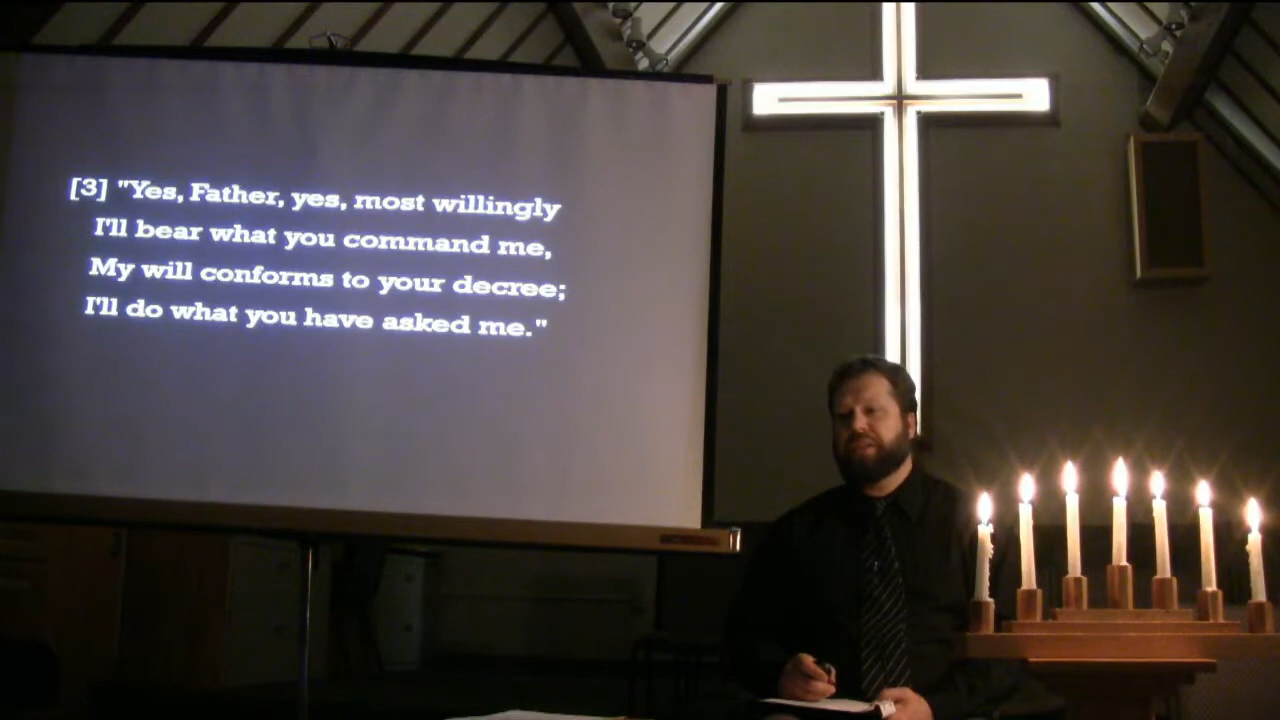 [3] "Yes, Father, yes, most willingly
I'll bear what you command me,
My will conforms to your decree;
I'll do what you have asked me."